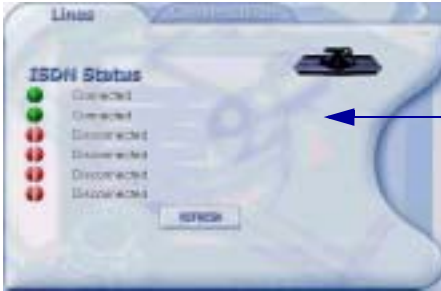 Lines
ISDN Status
Connected
Connected
Disconnected
Disconnected
Disconnected
Disconnected
REFRESH